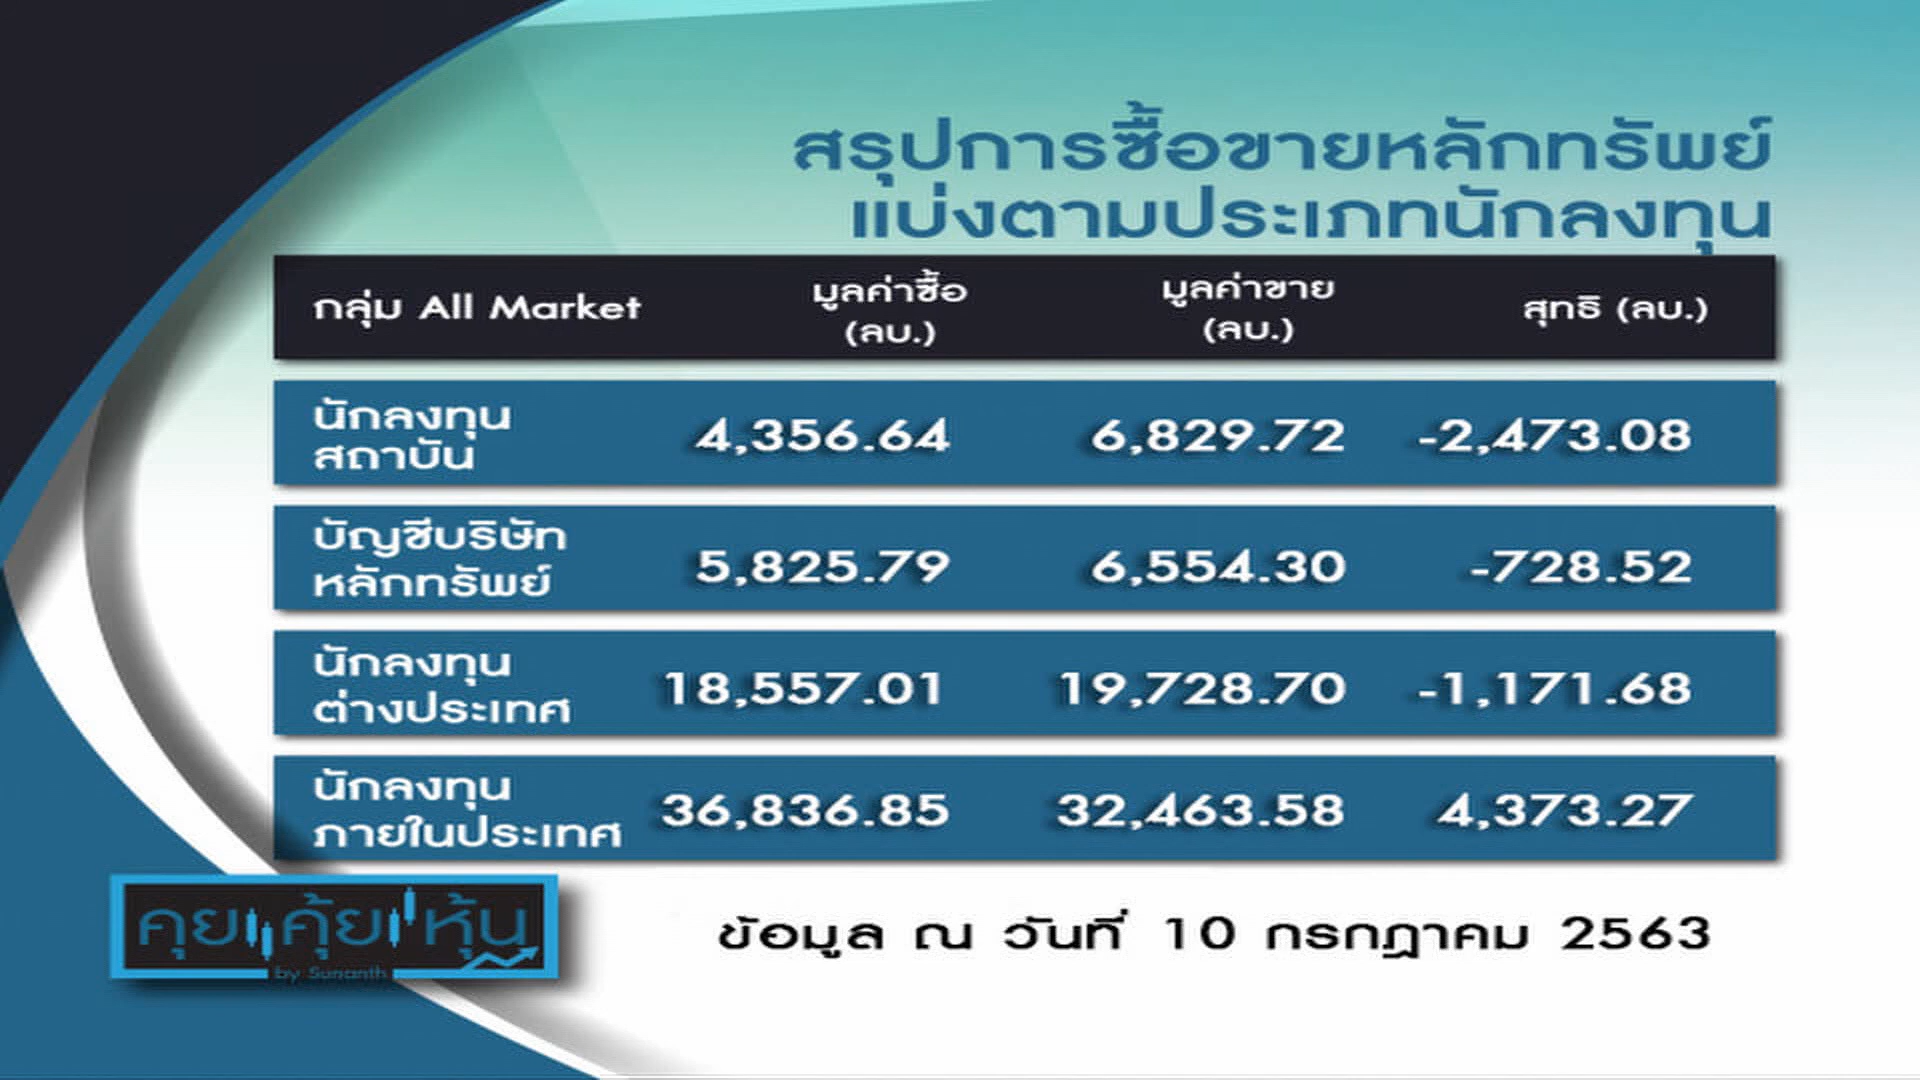 สรุปการซื้อขายหลักทรัพย์
แบ่งตามประเภทนักลงทุน
กลุ่ม All Market มูลค่าซื้อ (ลบ.) มูลค่าขาย (ลบ.) สุทธิ (ลบ.)
นักลงทุน
สถาบัน 4,356.64 6,829.72 -2,473.08
บัญชีบริษัท
หลักทรัพย์ 5,825.79 6,554.30 -728.52
นักลงทุน
ต่างประเทศ 18,557.01 19,728.70 -1,171.68
นักลงทุน
ภายในประเทศ 36,836.85 32,463.58 4,373.27
คุยคุ้ยหุ้น
by Sunanth
ข้อมูล ณ วันที่ 10 กรกฎาคม 2563